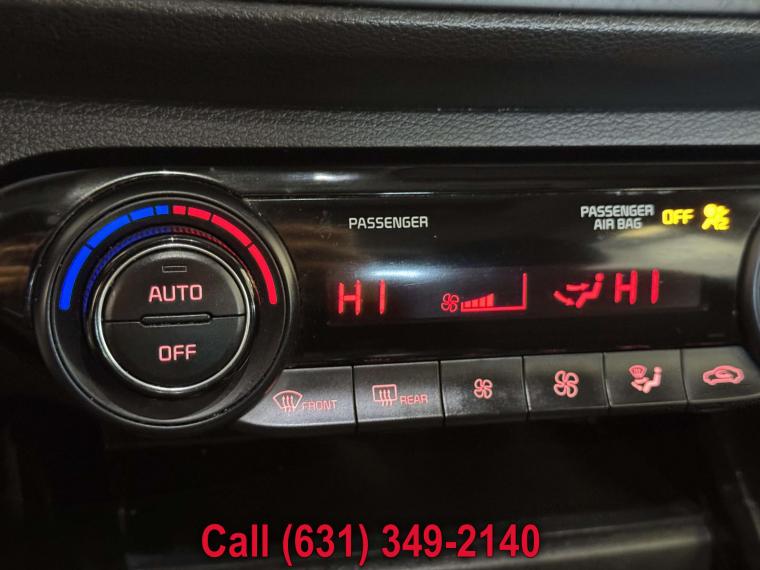 PASSENGER
PASSENGER
AIR BAG
OFF
HI
HI
AUTO
OFF
FRONT
REAR
Call (631) 349-2140